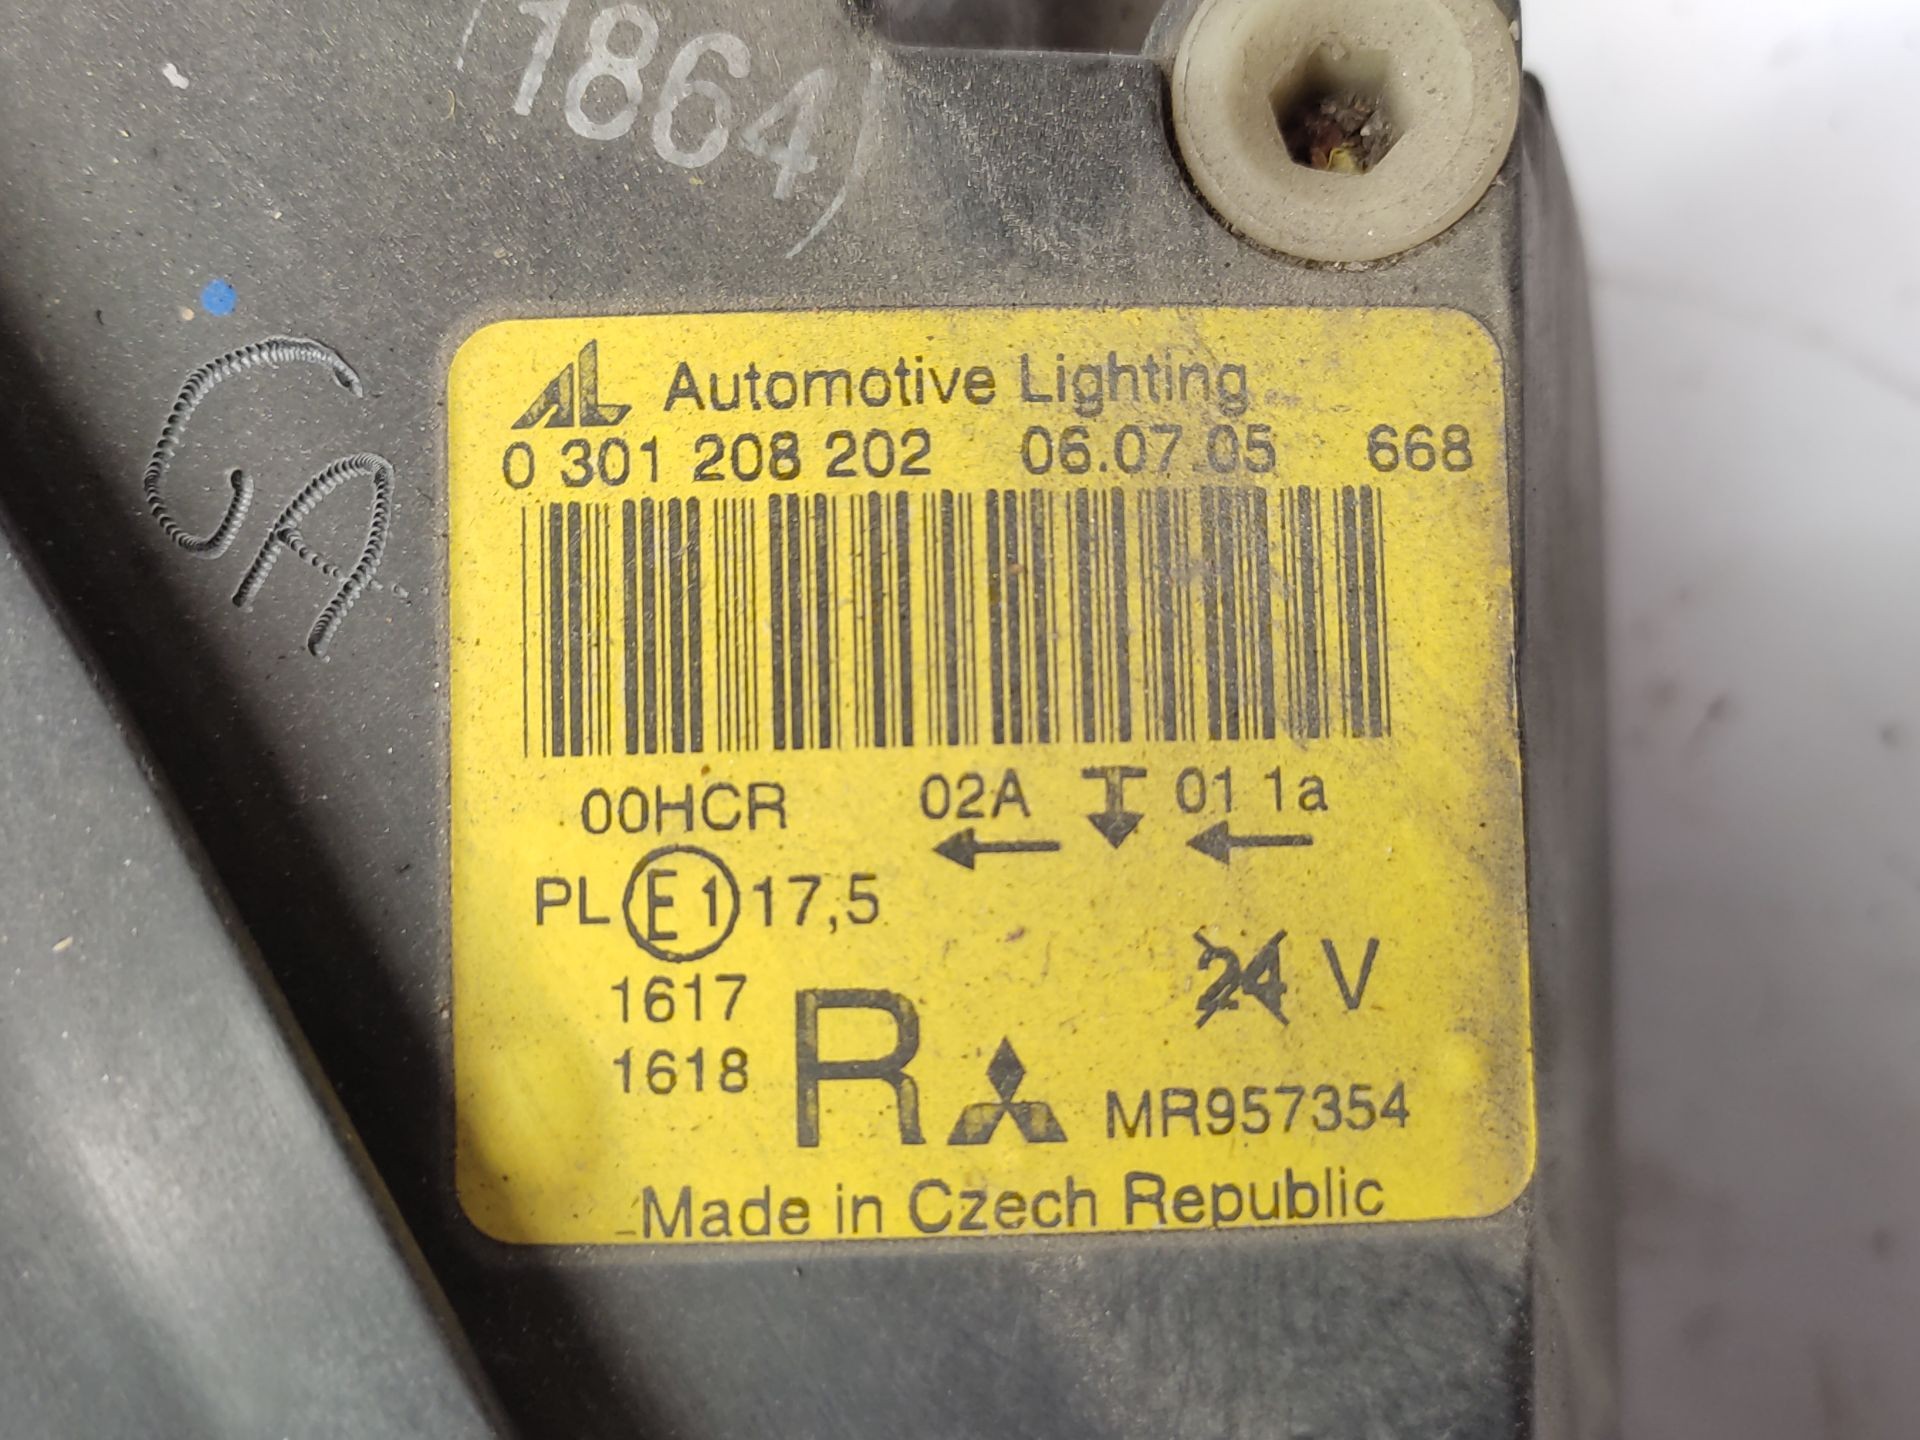 (1864)
GA
AL Automotive Lighting
0 301 208 202 06.07.05 668
00HCR 02A 01 1a
PL E1 17,5
24 V
1617
1618
R MR957354
Made in Czech Republic